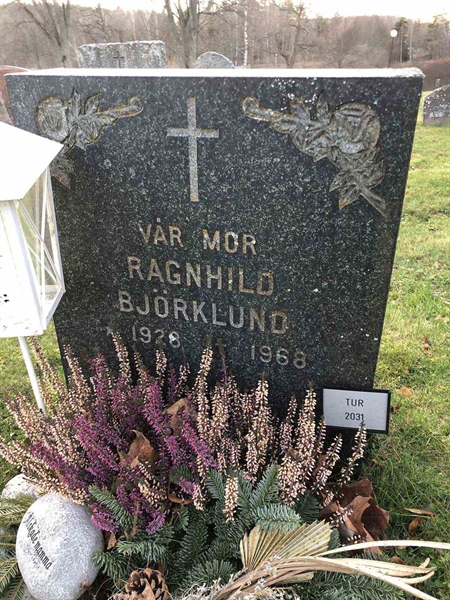 VÅR MOR
RAGNHILD
BJÖRKLUND
* 1928 † 1968
TUR
2031